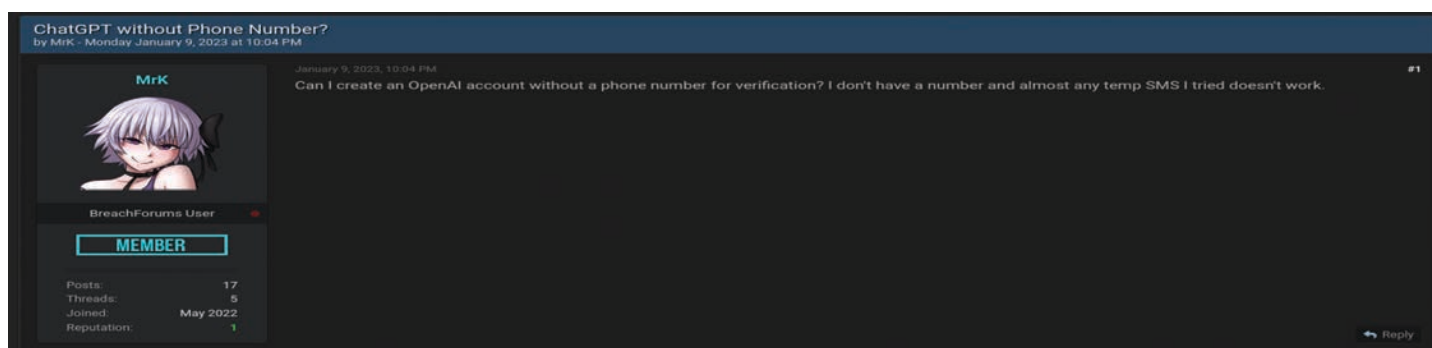 ChatGPT without Phone Number?
by MrK - Monday January 9, 2023 at 10:04 PM
MrK
January 9, 2023, 10:04 PM
#1
Can I create an OpenAI account without a phone number for verification? I don't have a number and almost any temp SMS I tried doesn't work.
BreachForums User
MEMBER
Posts: 17
Threads: 5
Joined: May 2022
Reputation: 1
Reply